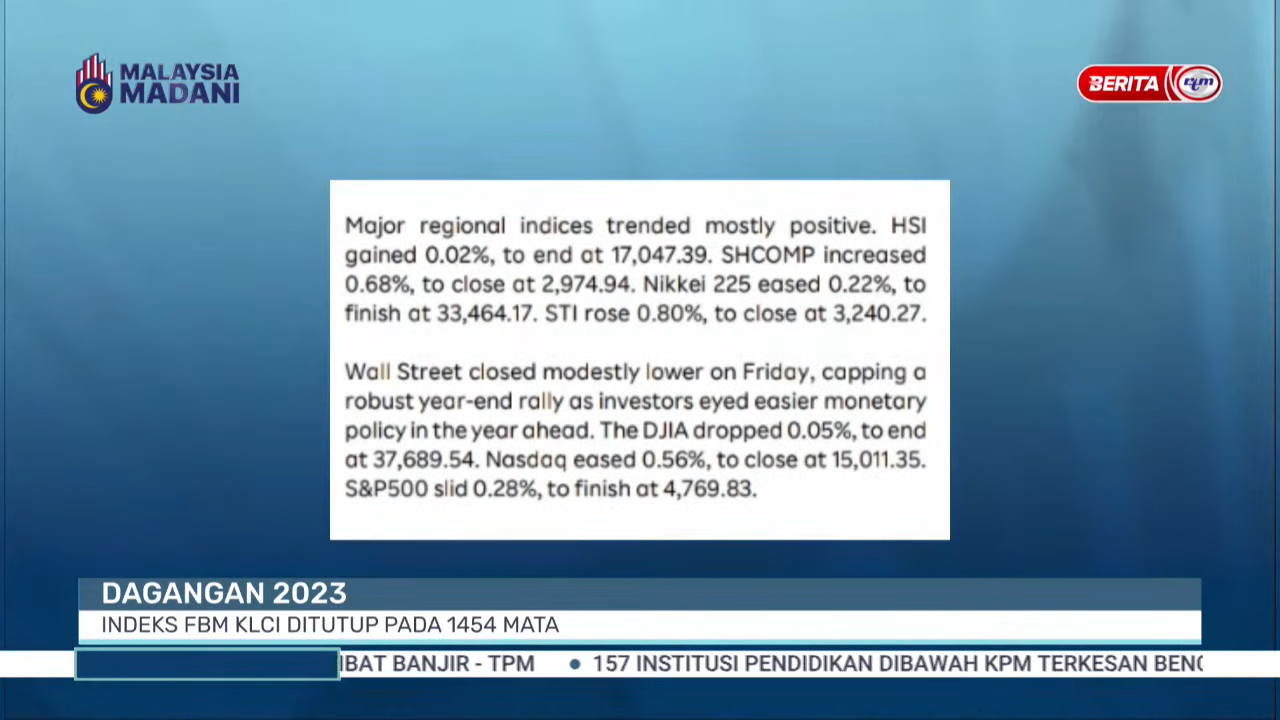 MALAYSIA
MADANI
BERITA rtm
Major regional indices trended mostly positive. HSI
gained 0.02%, to end at 17,047.39. SHCOMP increased
0.68%, to close at 2,974.94. Nikkei 225 eased 0.22%, to
finish at 33,464.17. STI rose 0.80%, to close at 3,240.27.
Wall Street closed modestly lower on Friday, capping a
robust year-end rally as investors eyed easier monetary
policy in the year ahead. The DJIA dropped 0.05%, to end
at 37,689.54. Nasdaq eased 0.56%, to close at 15,011.35.
S&P500 slid 0.28%, to finish at 4,769.83.
DAGANGAN 2023
INDEKS FBM KLCI DITUTUP PADA 1454 MATA
IBAT BANJIR - TPM • 157 INSTITUSI PENDIDIKAN DIBAWAH KPM TERKESAN BENC